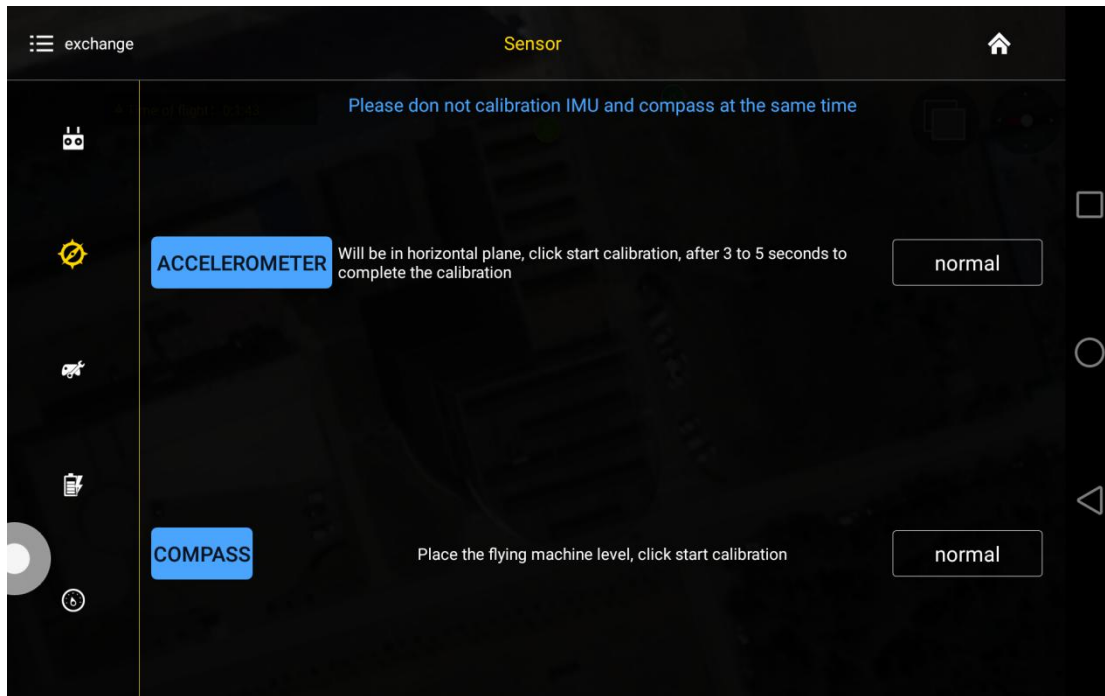 exchange
Sensor
Please don not calibration IMU and compass at the same time
ACCELEROMETER
Will be in horizontal plane, click start calibration, after 3 to 5 seconds to
complete the calibration
normal
COMPASS
Place the flying machine level, click start calibration
normal